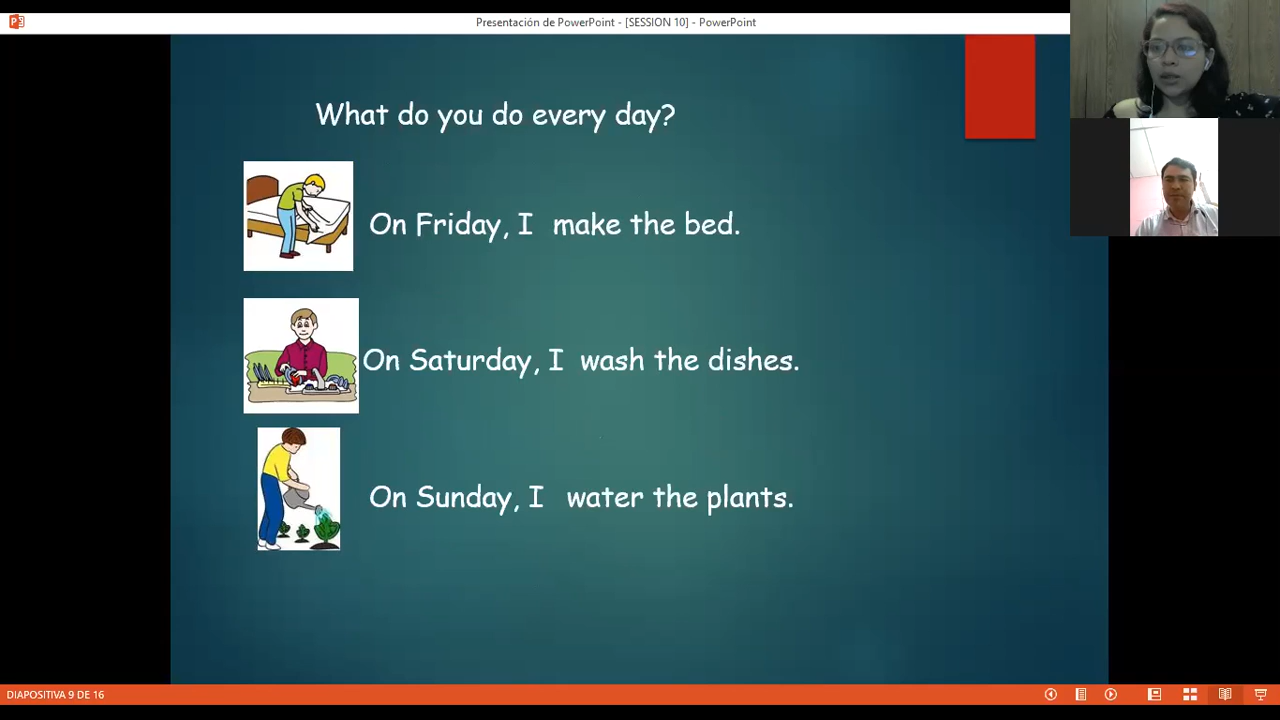 Presentación de PowerPoint - [SESSION 10] - PowerPoint
What do you do every day?
On Friday, I make the bed.
On Saturday, I wash the dishes.
On Sunday, I water the plants.
DIAPOSITIVA 9 DE 16